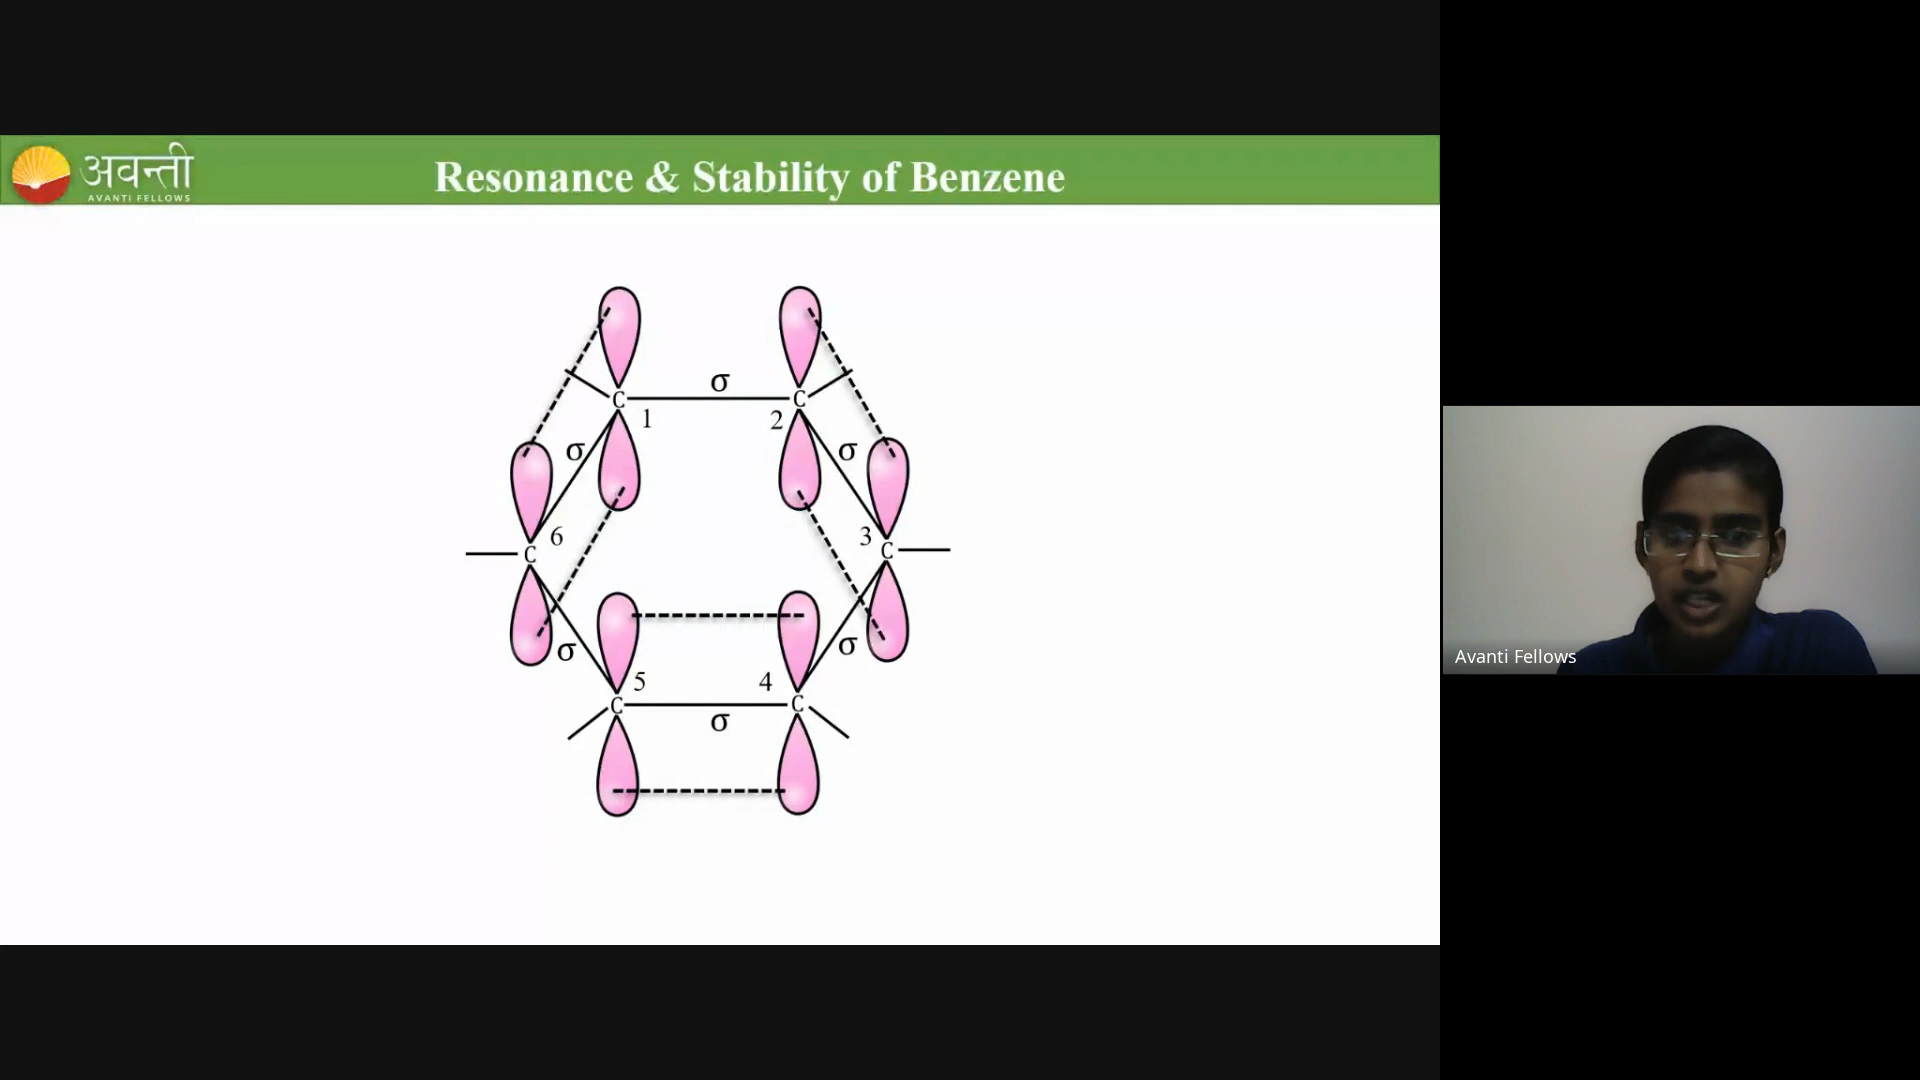 अवन्ती
AVANTI FELLOWS
Resonance & Stability of Benzene
σ
C C
1 2
σ σ
6 3
C C
σ σ
5 4
C C
σ
Avanti Fellows